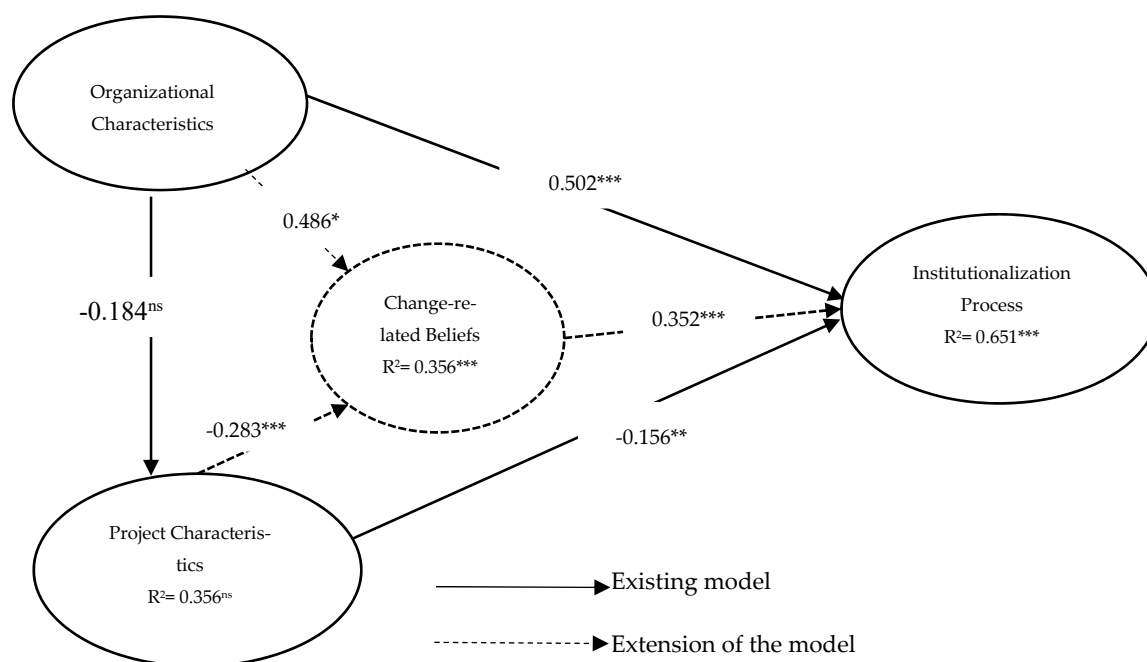 Organizational
Characteristics
0.502***
0.486*
Institutionalization
Process
R²= 0.651***
-0.184ⁿˢ
Change-re-
lated Beliefs
R²= 0.356***
0.352***
-0.283***
-0.156**
Project Characteris-
tics
R²= 0.356ⁿˢ
Existing model
Extension of the model